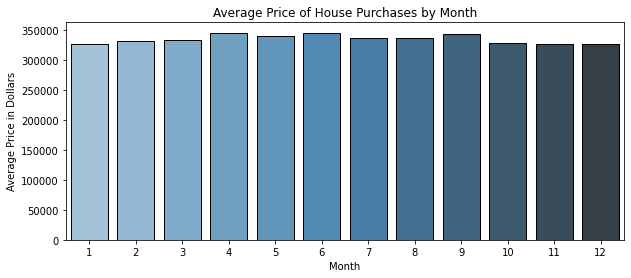 Average Price of House Purchases by Month
Average Price in Dollars
350000
300000
250000
200000
150000
100000
50000
0
1 2 3 4 5 6 7 8 9 10 11 12
Month